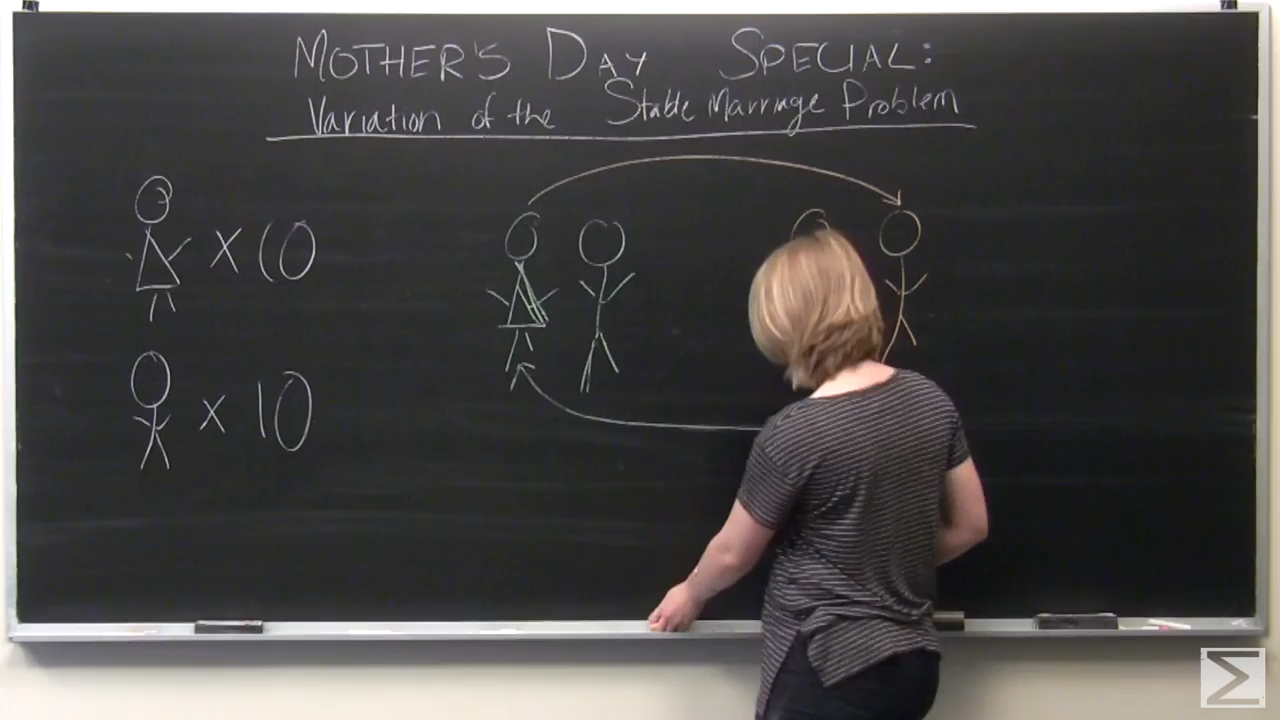 MOTHER'S DAY SPECIAL:
Variation of the Stable Marriage Problem
x 10
x 10
Σ